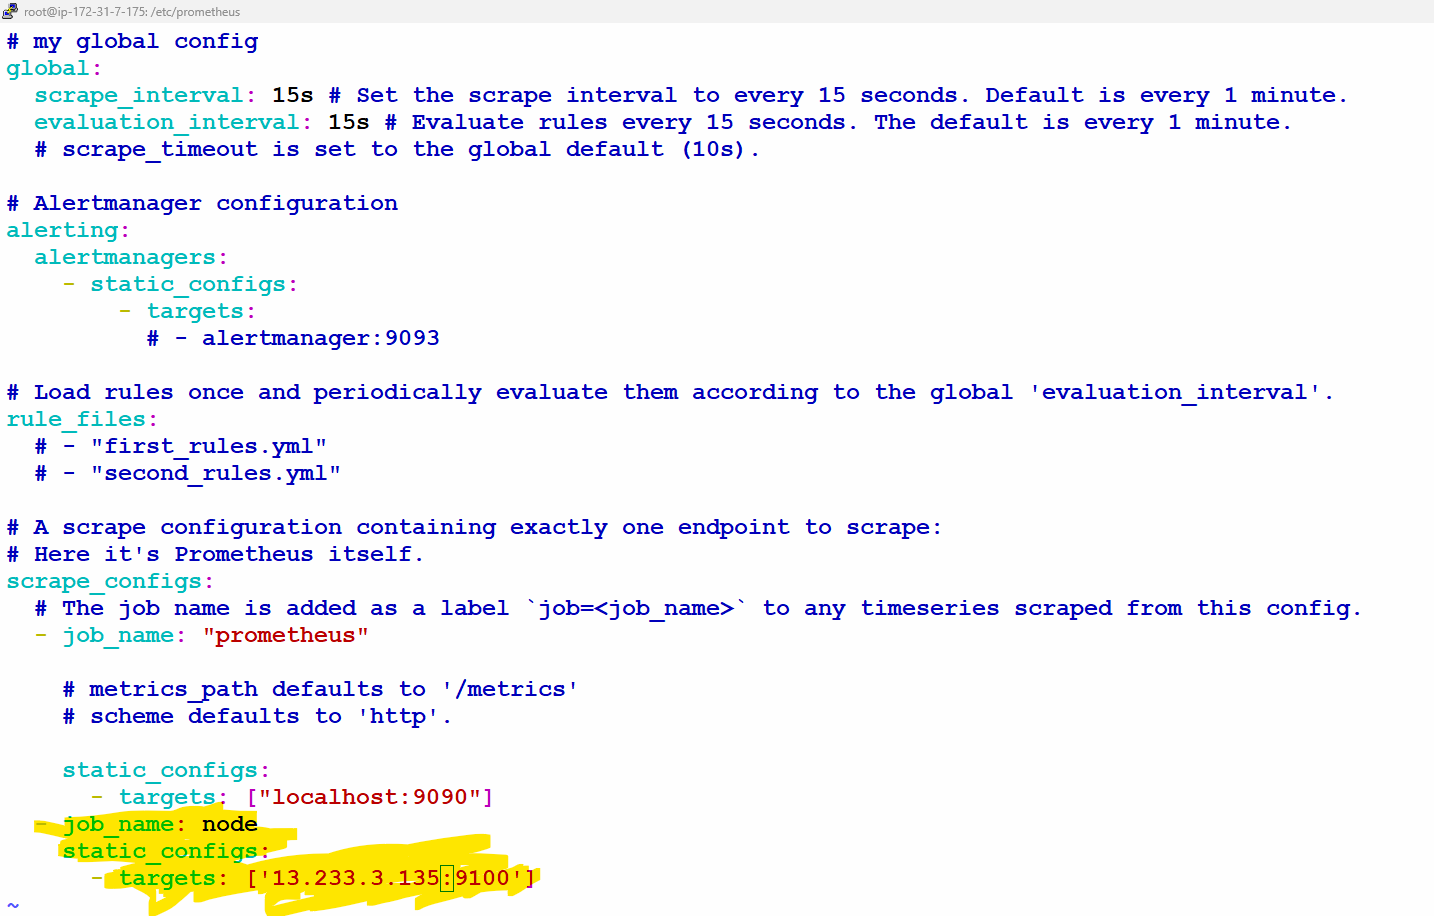 root@ip-172-31-7-175: /etc/prometheus
# my global config
global:
  scrape_interval: 15s # Set the scrape interval to every 15 seconds. Default is every 1 minute.
  evaluation_interval: 15s # Evaluate rules every 15 seconds. The default is every 1 minute.
  # scrape_timeout is set to the global default (10s).

# Alertmanager configuration
alerting:
  alertmanagers:
    - static_configs:
        - targets:
          # - alertmanager:9093

# Load rules once and periodically evaluate them according to the global 'evaluation_interval'.
rule_files:
  # - "first_rules.yml"
  # - "second_rules.yml"

# A scrape configuration containing exactly one endpoint to scrape:
# Here it's Prometheus itself.
scrape_configs:
  # The job name is added as a label `job=<job_name>` to any timeseries scraped from this config.
  - job_name: "prometheus"

    # metrics_path defaults to '/metrics'
    # scheme defaults to 'http'.

    static_configs:
      - targets: ["localhost:9090"]
  - job_name: node
    static_configs:
      - targets: ['13.233.3.135:9100']
~